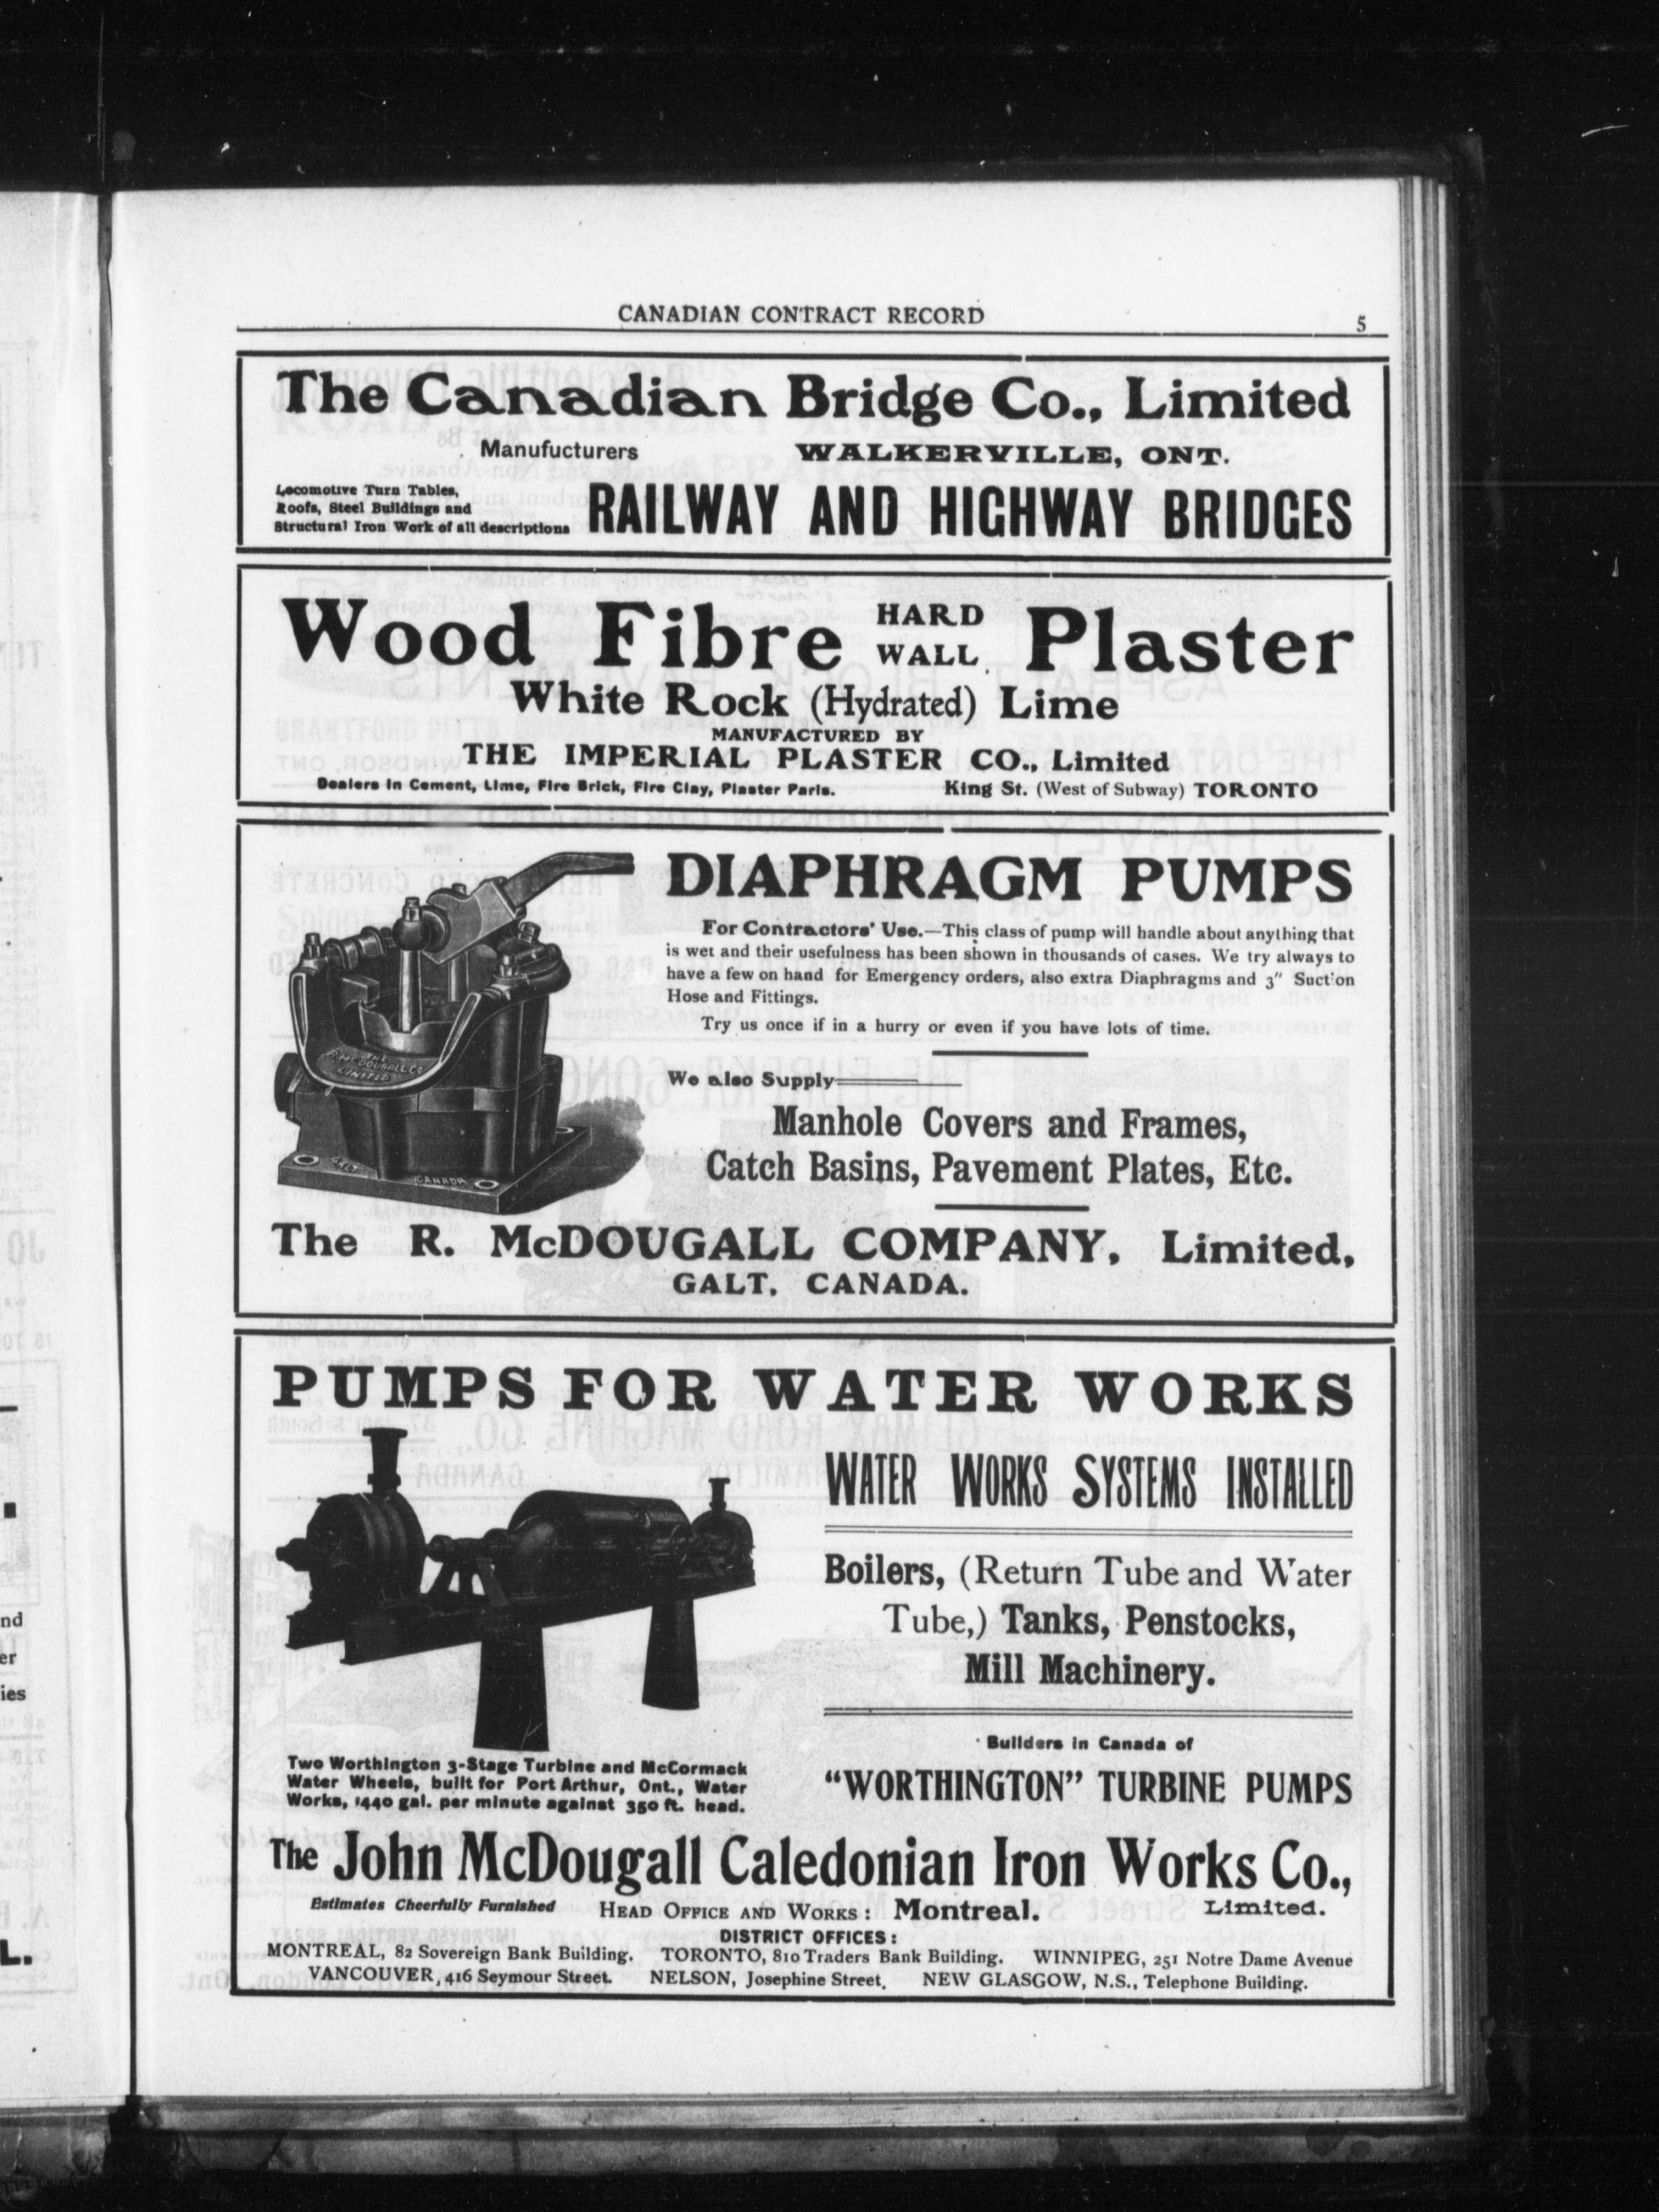 CANADIAN CONTRACT RECORD
5
The Canadian Bridge Co., Limited
Manufucturers WALKERVILLE, ONT.
Locomotive Turn Tables,
Roofs, Steel Buildings and
Structural Iron Work of all descriptions
RAILWAY AND HIGHWAY BRIDGES
Wood Fibre HARD WALL Plaster
White Rock (Hydrated) Lime
MANUFACTURED BY
THE IMPERIAL PLASTER CO., Limited
Dealers in Cement, Lime, Fire Brick, Fire Clay, Plaster Paris. King St. (West of Subway) TORONTO
DIAPHRAGM PUMPS
For Contractors' Use.—This class of pump will handle about anything that
is wet and their usefulness has been shown in thousands of cases. We try always to
have a few on hand for Emergency orders, also extra Diaphragms and 3" Suction
Hose and Fittings.
Try us once if in a hurry or even if you have lots of time.
We also Supply
Manhole Covers and Frames,
Catch Basins, Pavement Plates, Etc.
THE
R. McDOUGALL CO
LIMITED
GALT
CANADA
The R. McDOUGALL COMPANY, Limited,
GALT, CANADA.
PUMPS FOR WATER WORKS
WATER WORKS SYSTEMS INSTALLED
Boilers, (Return Tube and Water
Tube,) Tanks, Penstocks,
Mill Machinery.
Builders in Canada of
"WORTHINGTON" TURBINE PUMPS
Two Worthington 3-Stage Turbine and McCormack
Water Wheels, built for Port Arthur, Ont., Water
Works, 1440 gal. per minute against 350 ft. head.
The John McDougall Caledonian Iron Works Co.,
Limited.
Estimates Cheerfully Furnished HEAD OFFICE AND WORKS: Montreal.
DISTRICT OFFICES:
MONTREAL, 82 Sovereign Bank Building. TORONTO, 810 Traders Bank Building. WINNIPEG, 251 Notre Dame Avenue
VANCOUVER, 416 Seymour Street. NELSON, Josephine Street. NEW GLASGOW, N.S., Telephone Building.